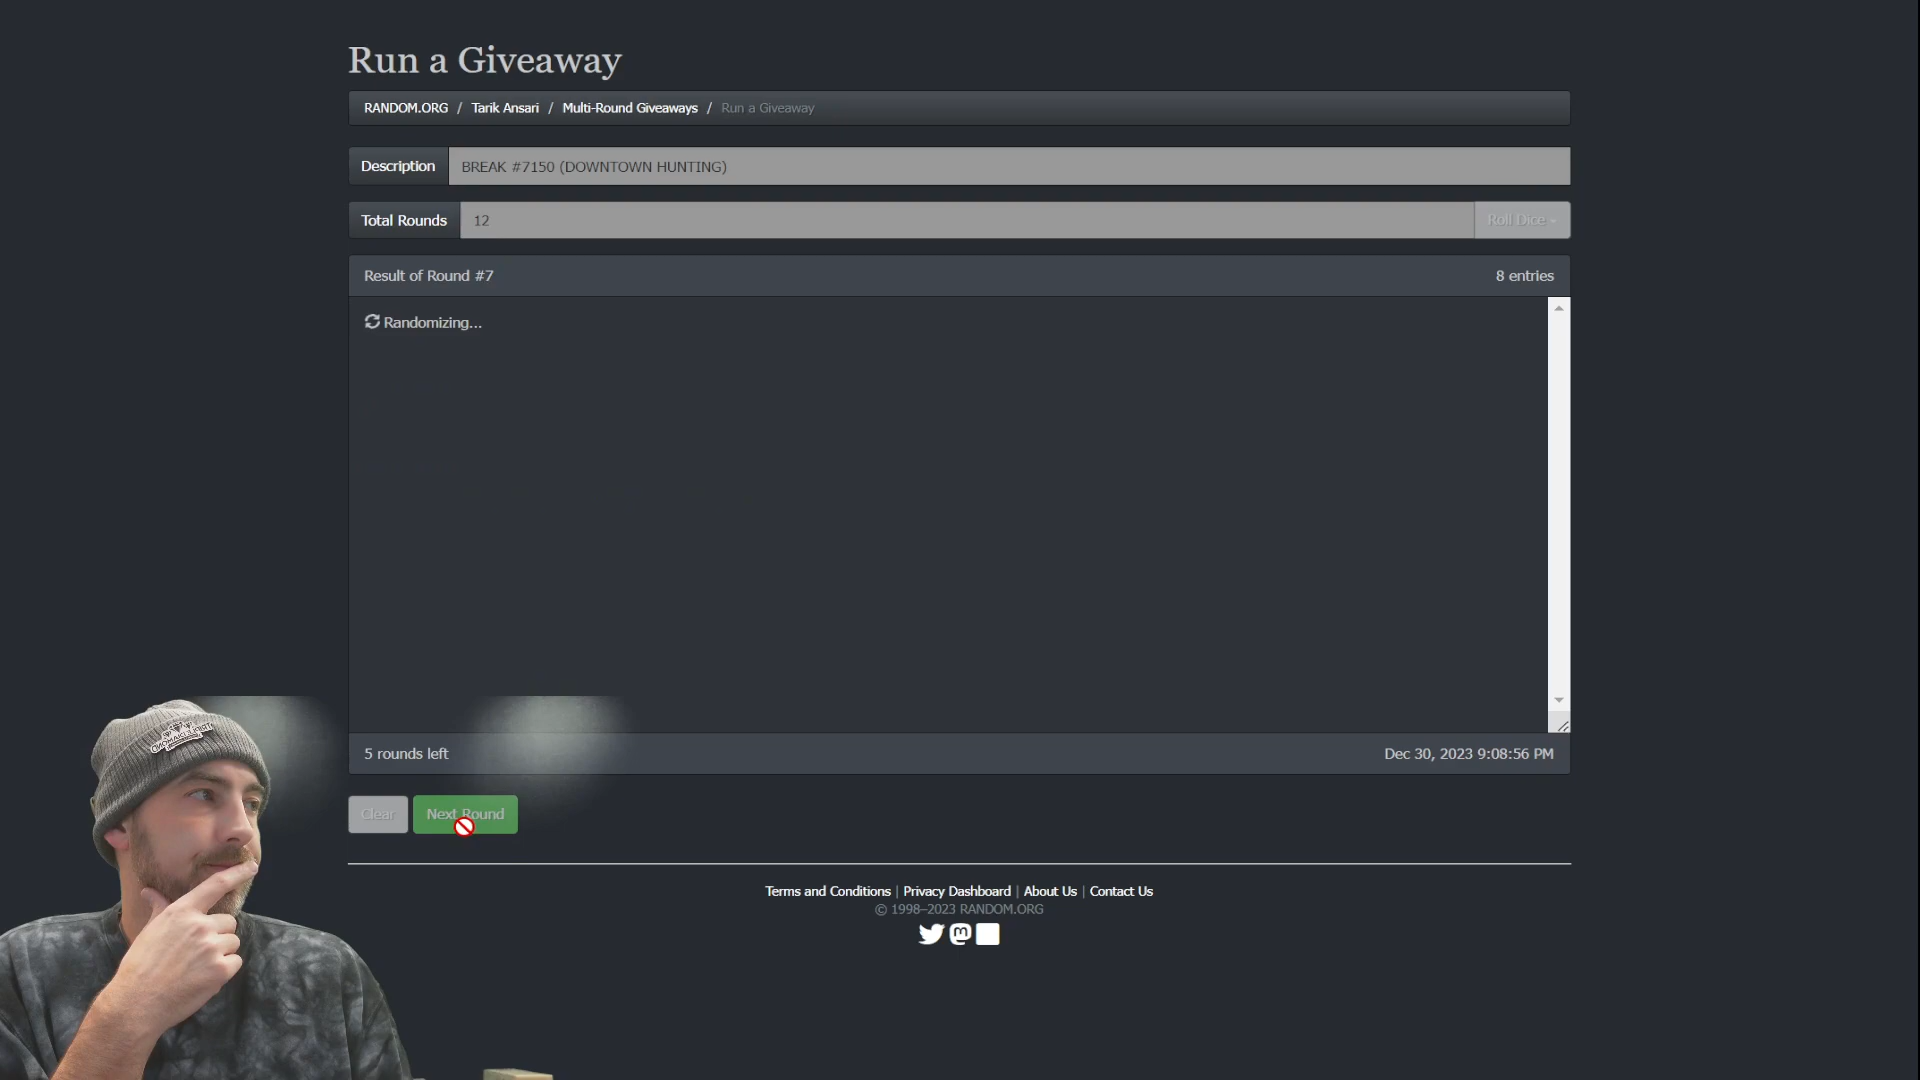 Run a Giveaway
RANDOM.ORG / Tarik Ansari / Multi-Round Giveaways / Run a Giveaway
Description BREAK #7150 (DOWNTOWN HUNTING)
Total Rounds 12 Roll Dice
Result of Round #7 8 entries
Randomizing...
5 rounds left Dec 30, 2023 9:08:56 PM
Clear Next Round
Terms and Conditions | Privacy Dashboard | About Us | Contact Us
© 1998–2023 RANDOM.ORG